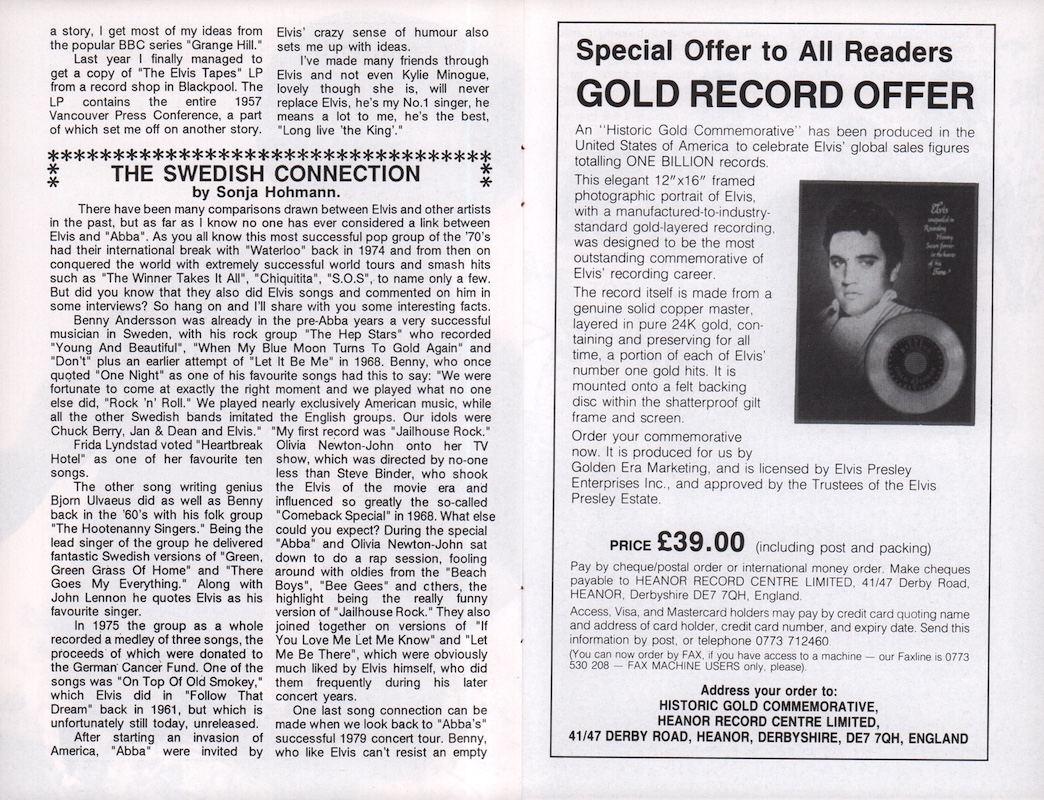 a story, I get most of my ideas from
the popular BBC series "Grange Hill."
Last year I finally managed to
get a copy of "The Elvis Tapes" LP
from a record shop in Blackpool. The
LP contains the entire 1957
Vancouver Press Conference, a part
of which set me off on another story.
Elvis' crazy sense of humour also
sets me up with ideas.
I've made many friends through
Elvis and not even Kylie Minogue,
lovely though she is, will never
replace Elvis, he's my No.1 singer, he
means a lot to me, he's the best,
"Long live 'the King'."
THE SWEDISH CONNECTION
by Sonja Hohmann.
There have been many comparisons drawn between Elvis and other artists
in the past, but as far as I know no one has ever considered a link between
Elvis and "Abba". As you all know this most successful pop group of the '70's
had their international break with "Waterloo" back in 1974 and from then on
conquered the world with extremely successful world tours and smash hits
such as "The Winner Takes It All", "Chiquitita", "S.O.S", to name only a few.
But did you know that they also did Elvis songs and commented on him in
some interviews? So hang on and I'll share with you some interesting facts.
Benny Andersson was already in the pre-Abba years a very successful
musician in Sweden, with his rock group "The Hep Stars" who recorded
"Young And Beautiful", "When My Blue Moon Turns To Gold Again" and
"Don't" plus an earlier attempt of "Let It Be Me" in 1968. Benny, who once
quoted "One Night" as one of his favourite songs had this to say: "We were
fortunate to come at exactly the right moment and we played what no one
else did, "Rock 'n' Roll." We played nearly exclusively American music, while
all the other Swedish bands imitated the English groups. Our idols were
Chuck Berry, Jan & Dean and Elvis." "My first record was "Jailhouse Rock."
Frida Lyndstad voted "Heartbreak
Hotel" as one of her favourite ten
songs.
The other song writing genius
Bjorn Ulvaeus did as well as Benny
back in the '60's with his folk group
"The Hootenanny Singers." Being the
lead singer of the group he delivered
fantastic Swedish versions of "Green,
Green Grass Of Home" and "There
Goes My Everything." Along with
John Lennon he quotes Elvis as his
favourite singer.
In 1975 the group as a whole
recorded a medley of three songs, the
proceeds of which were donated to
the German Cancer Fund. One of the
songs was "On Top Of Old Smokey,"
which Elvis did in "Follow That
Dream" back in 1961, but which is
unfortunately still today, unreleased.
After starting an invasion of
America, "Abba" were invited by
Olivia Newton-John onto her TV
show, which was directed by no-one
less than Steve Binder, who shook
the Elvis of the movie era and
influenced so greatly the so-called
"Comeback Special" in 1968. What else
could you expect? During the special
"Abba" and Olivia Newton-John sat
down to do a rap session, fooling
around with oldies from the "Beach
Boys", "Bee Gees" and others, the
highlight being the really funny
version of "Jailhouse Rock." They also
joined together on versions of "If
You Love Me Let Me Know" and "Let
Me Be There", which were obviously
much liked by Elvis himself, who did
them frequently during his later
concert years.
One last song connection can be
made when we look back to "Abba's"
successful 1979 concert tour. Benny,
who like Elvis can't resist an empty
Special Offer to All Readers
GOLD RECORD OFFER
An "Historic Gold Commemorative" has been produced in the
United States of America to celebrate Elvis' global sales figures
totalling ONE BILLION records.
This elegant 12"x16" framed
photographic portrait of Elvis,
with a manufactured-to-industry-
standard gold-layered recording,
was designed to be the most
outstanding commemorative of
Elvis' recording career.
The record itself is made from a
genuine solid copper master,
layered in pure 24K gold, con-
taining and preserving for all
time, a portion of each of Elvis'
number one gold hits. It is
mounted onto a felt backing
disc within the shatterproof gilt
frame and screen.
Order your commemorative
now. It is produced for us by
Golden Era Marketing, and is licensed by Elvis Presley
Enterprises Inc., and approved by the Trustees of the Elvis
Presley Estate.
Elvis
PRICE £39.00 (including post and packing)
Pay by cheque/postal order or international money order. Make cheques
payable to HEANOR RECORD CENTRE LIMITED, 41/47 Derby Road,
HEANOR, Derbyshire DE7 7QH, England.
Access, Visa, and Mastercard holders may pay by credit card quoting name
and address of card holder, credit card number, and expiry date. Send this
information by post, or telephone 0773 712460
(You can now order by FAX, if you have access to a machine — our Faxline is 0773
530 208 — FAX MACHINE USERS only, please).
Address your order to:
HISTORIC GOLD COMMEMORATIVE,
HEANOR RECORD CENTRE LIMITED,
41/47 DERBY ROAD, HEANOR, DERBYSHIRE, DE7 7QH, ENGLAND